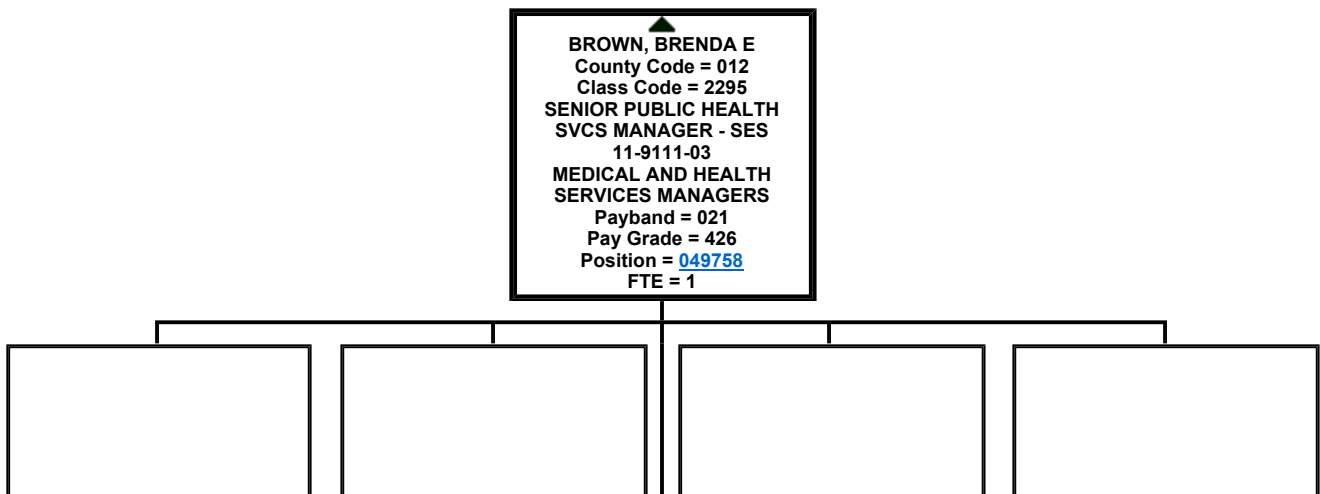 BROWN, BRENDA E
County Code = 012
Class Code = 2295
SENIOR PUBLIC HEALTH
SVCS MANAGER - SES
11-9111-03
MEDICAL AND HEALTH
SERVICES MANAGERS
Payband = 021
Pay Grade = 426
Position = 049758
FTE = 1